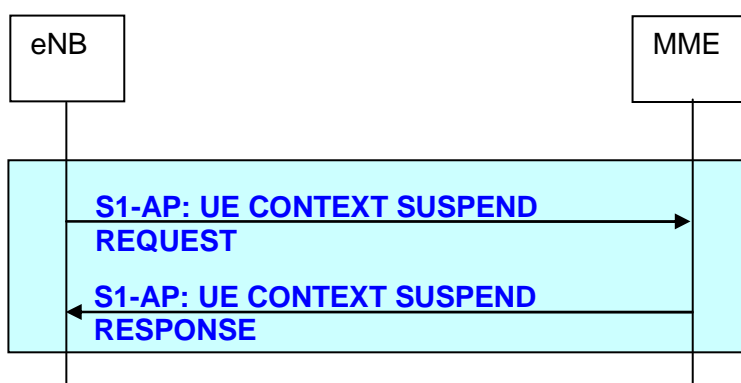 eNB
MME
S1-AP: UE CONTEXT SUSPEND
REQUEST
S1-AP: UE CONTEXT SUSPEND
RESPONSE